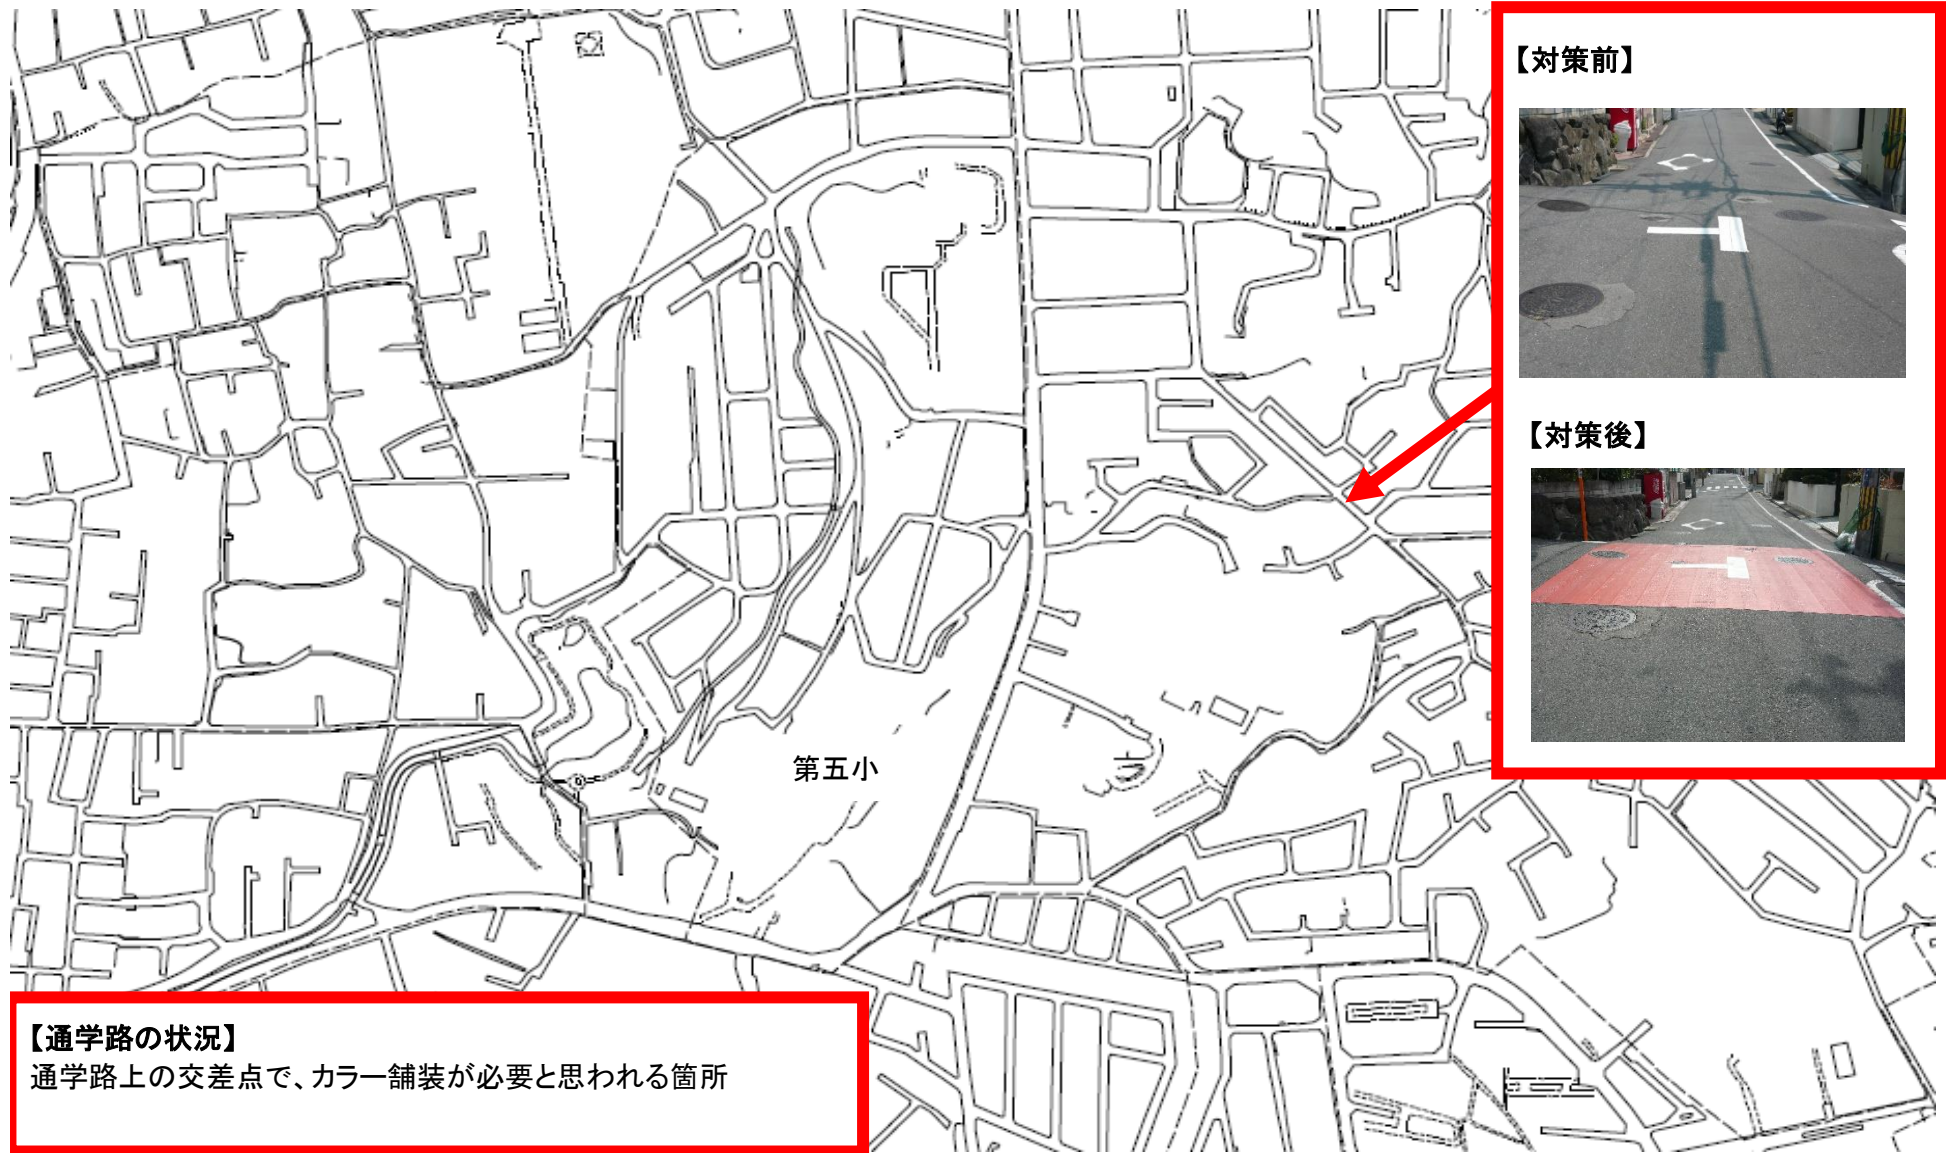 【対策前】
【対策後】
第五小
【通学路の状況】
通学路上の交差点で、カラー舗装が必要と思われる箇所